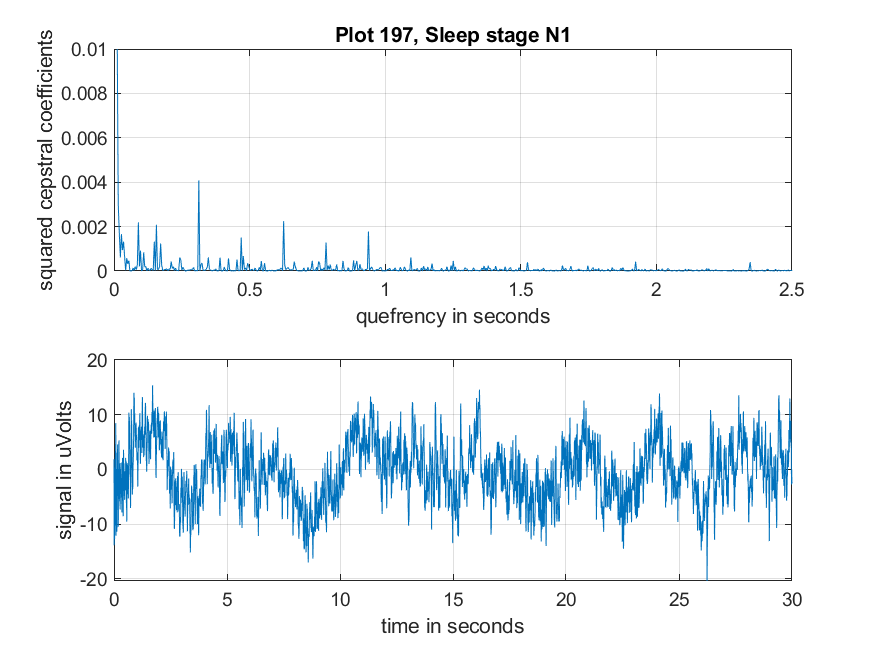 Plot 197, Sleep stage N1
squared cepstral coefficients
0.01
0.008
0.006
0.004
0.002
0
0 0.5 1 1.5 2 2.5
quefrency in seconds
signal in uVolts
20
10
0
-10
-20
0 5 10 15 20 25 30
time in seconds